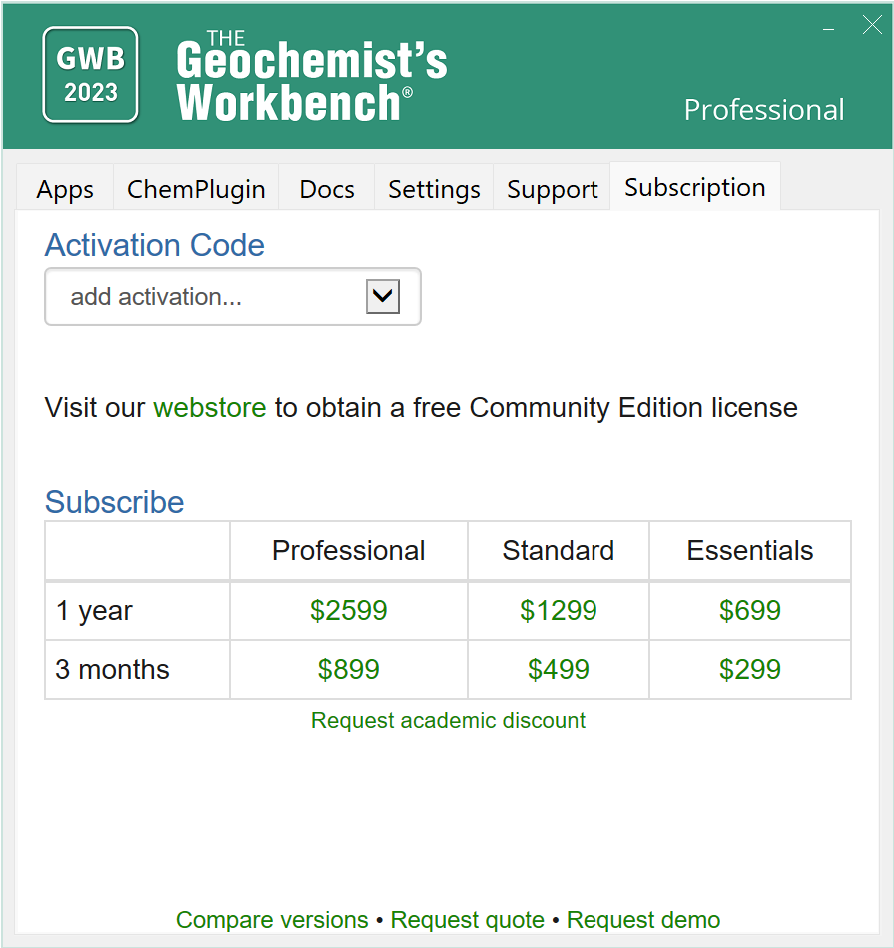 GWB
2023
THE
Geochemist's
Workbench®
Professional
Apps ChemPlugin Docs Settings Support Subscription
Activation Code
add activation...
Visit our webstore to obtain a free Community Edition license
Subscribe
Professional Standard Essentials
1 year $2599 $1299 $699
3 months $899 $499 $299
Request academic discount
Compare versions • Request quote • Request demo